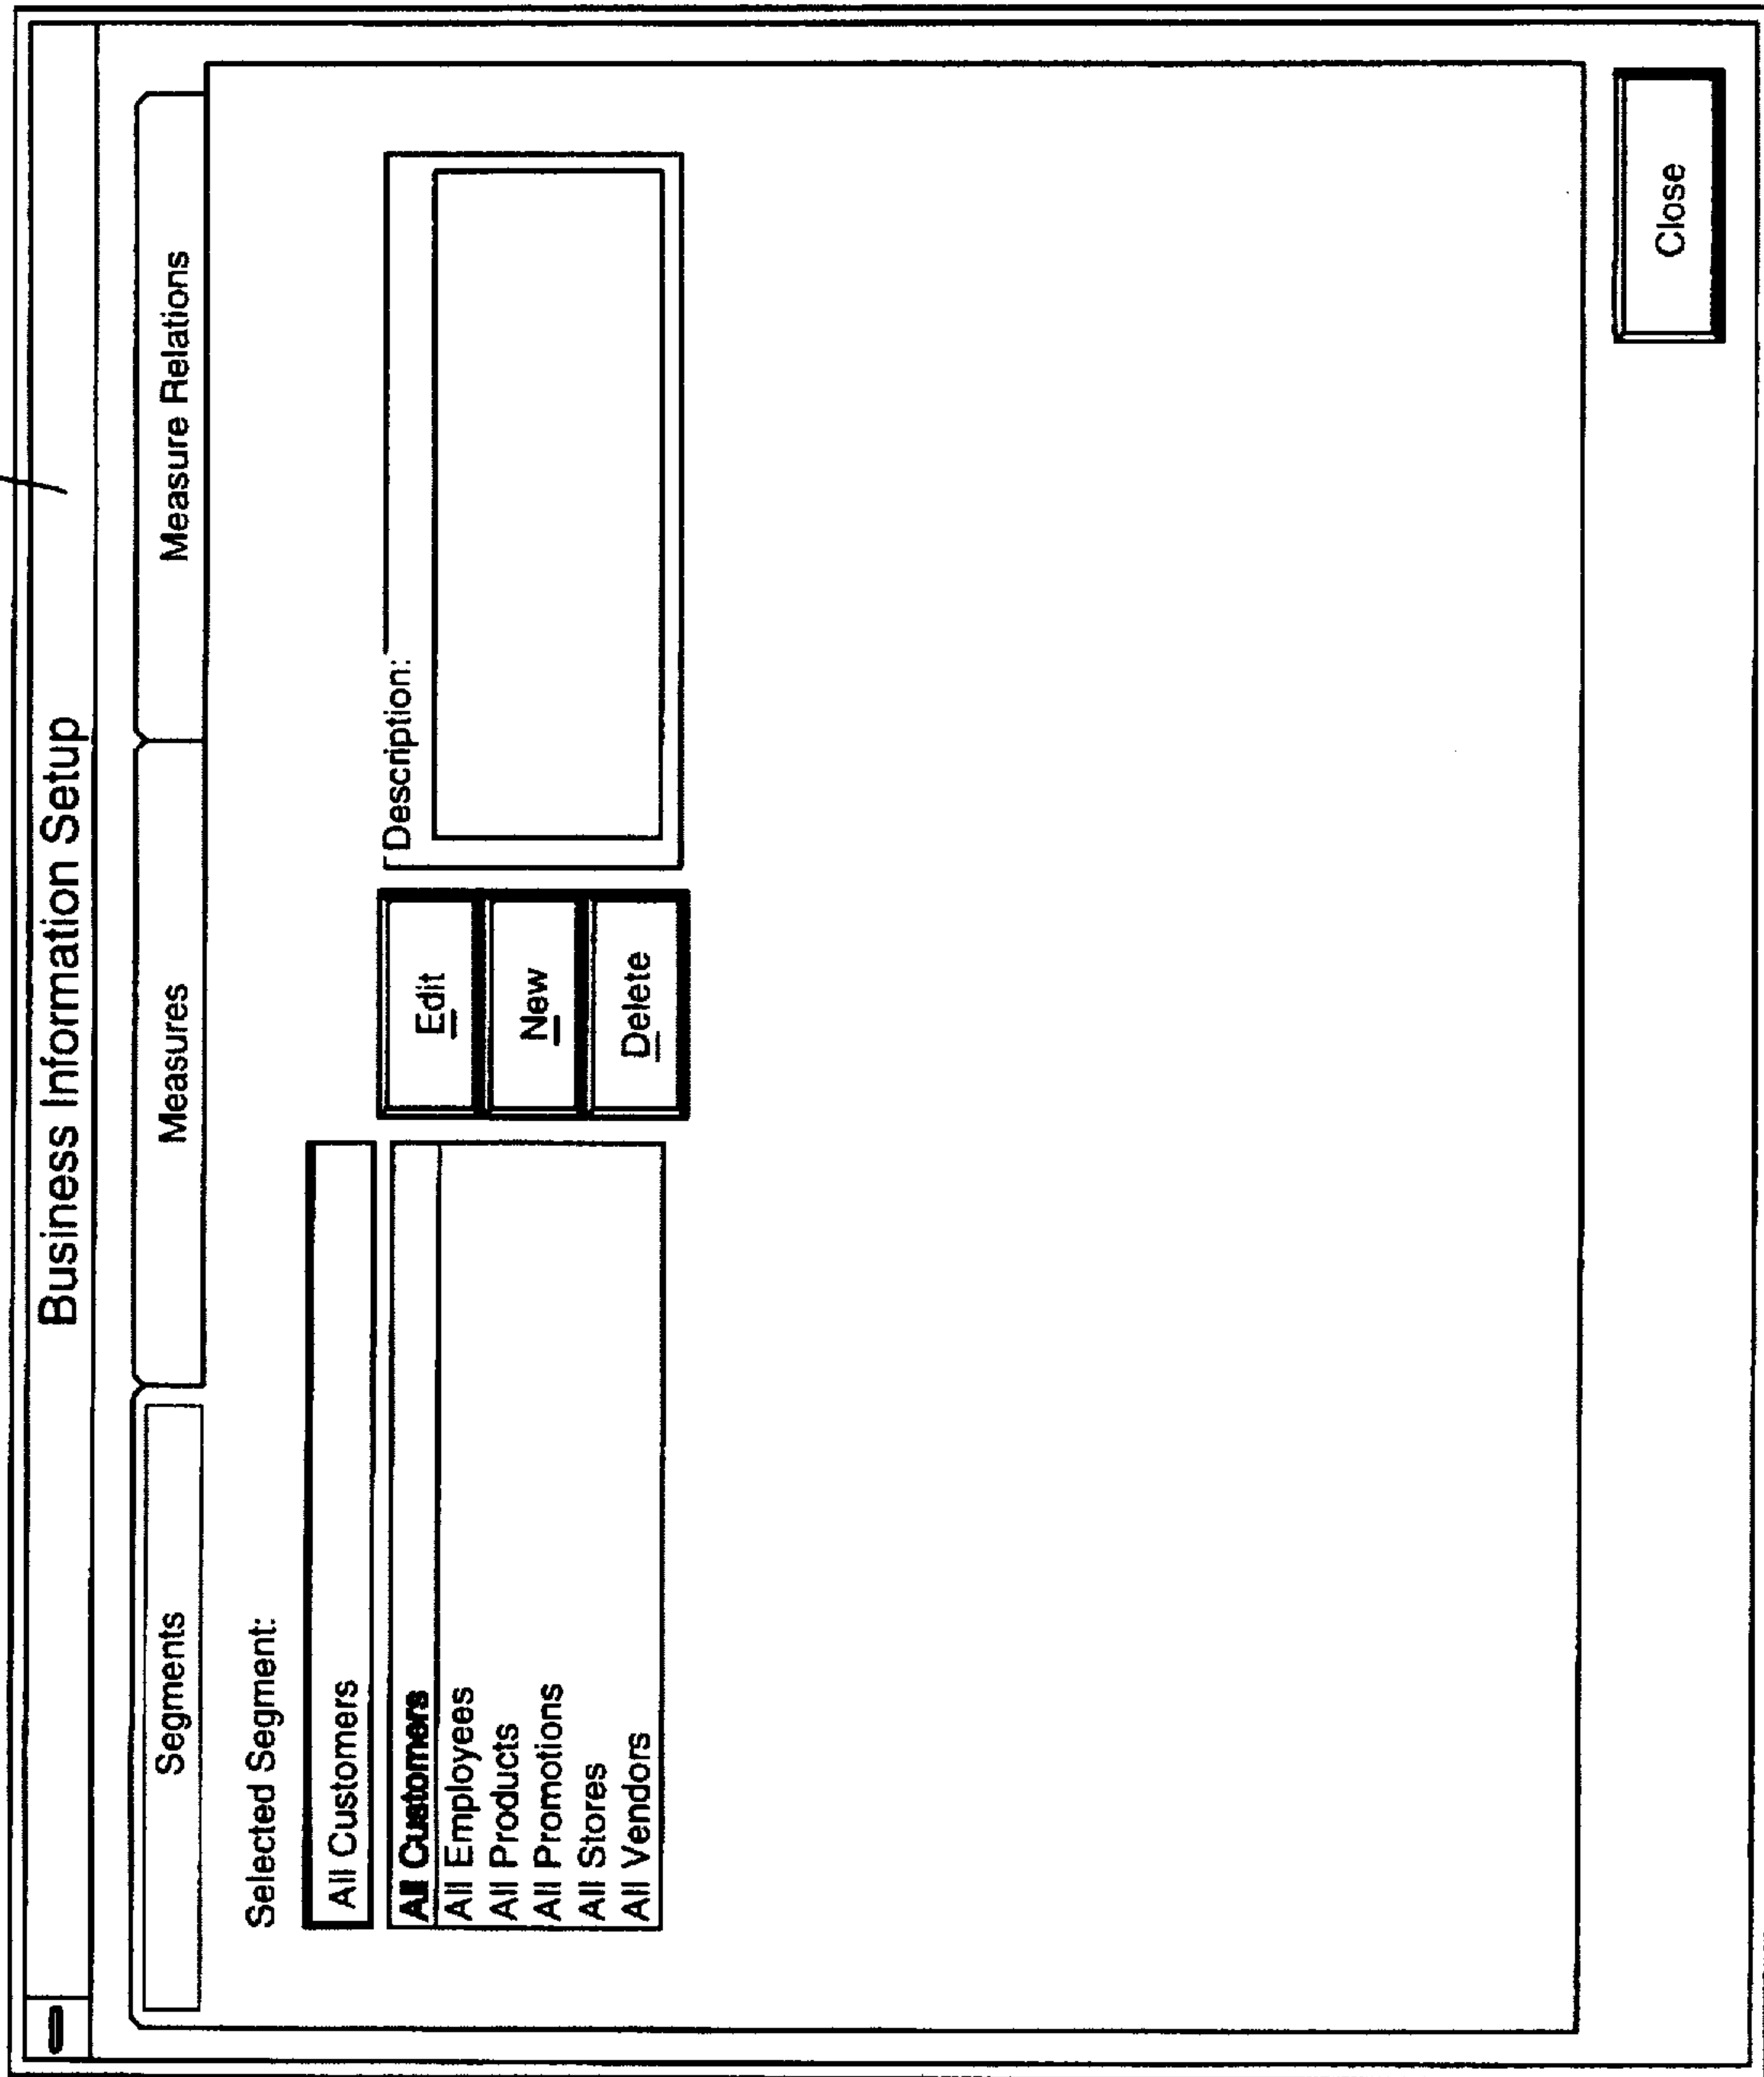 Business Information Setup
Segments
Measures
Measure Relations
Selected Segment:
All Customers
All Customers
All Employees
All Products
All Promotions
All Stores
All Vendors
Edit
New
Delete
Description:
Close